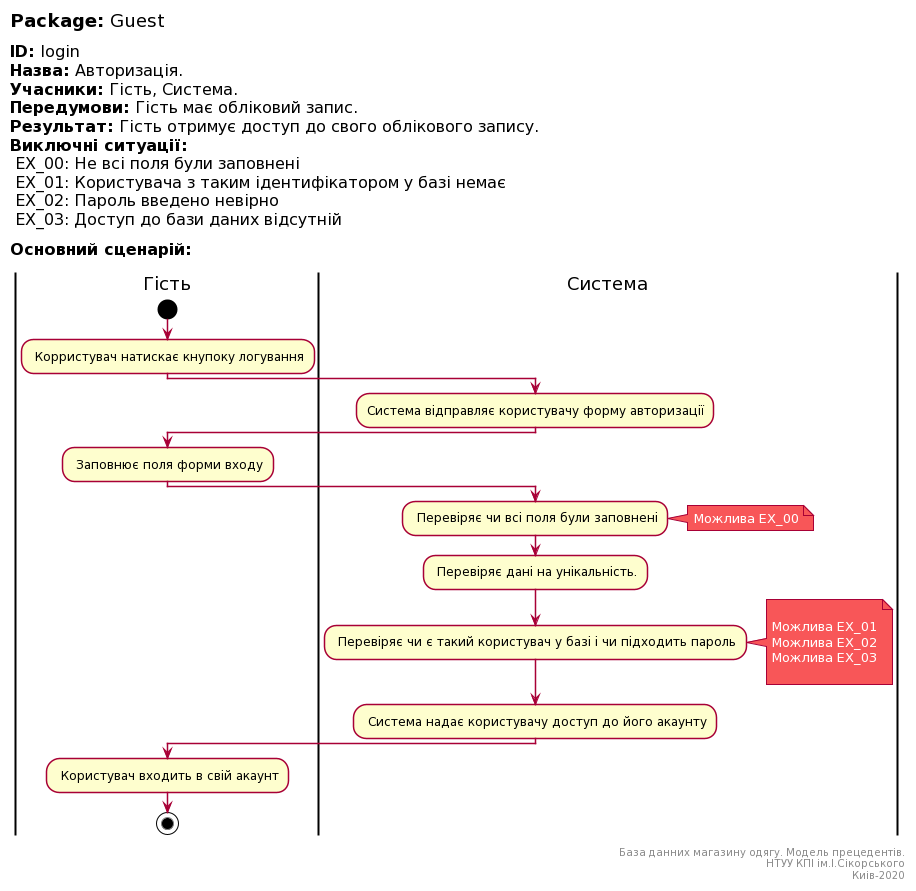 Package: Guest
ID: login
Назва: Авторизація.
Учасники: Гість, Система.
Передумови: Гість має обліковий запис.
Результат: Гість отримує доступ до свого облікового запису.
Виключні ситуації:
EX_00: Не всі поля були заповнені
EX_01: Користувача з таким ідентифікатором у базі немає
EX_02: Пароль введено невірно
EX_03: Доступ до бази даних відсутній
Основний сценарій:
Гість
Система
Корристувач натискає кнупоку логування
Система відправляє користувачу форму авторизації
Заповнює поля форми входу
Перевіряє чи всі поля були заповнені
Можлива EX_00
Перевіряє дані на унікальність.
Перевіряє чи є такий користувач у базі і чи підходить пароль
Можлива EX_01
Можлива EX_02
Можлива EX_03
Система надає користувачу доступ до його акаунту
Користувач входить в свій акаунт
База данних магазину одягу. Модель прецедентів.
НТУУ КПІ ім.І.Сікорського
Київ-2020